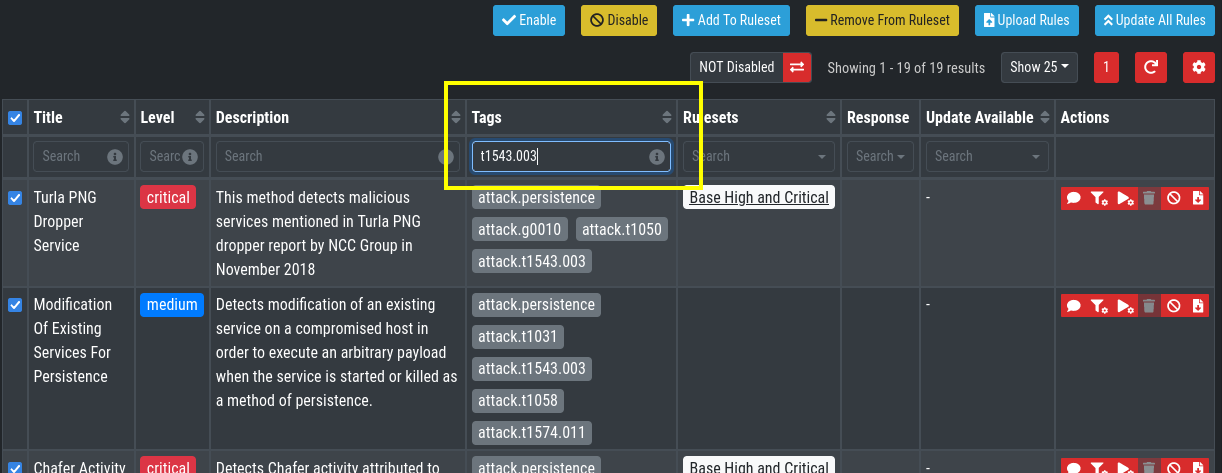 Enable Disable Add To Ruleset Remove From Ruleset Upload Rules Update All Rules
NOT Disabled Showing 1 - 19 of 19 results Show 25 1
Title Level Description Tags Rulesets Response Update Available Actions
Search Searc Search t1543.003 Search Search Search
Turla PNG
Dropper
Service
critical
This method detects malicious
services mentioned in Turla PNG
dropper report by NCC Group in
November 2018
attack.persistence
attack.g0010 attack.t1050
attack.t1543.003
Base High and Critical
-
Modification
Of Existing
Services For
Persistence
medium
Detects modification of an existing
service on a compromised host in
order to execute an arbitrary payload
when the service is started or killed as
a method of persistence.
attack.persistence
attack.t1031
attack.t1543.003
attack.t1058
attack.t1574.011
-
Chafer Activity
critical
Detects Chafer activity attributed to
attack.persistence
Base High and Critical
-